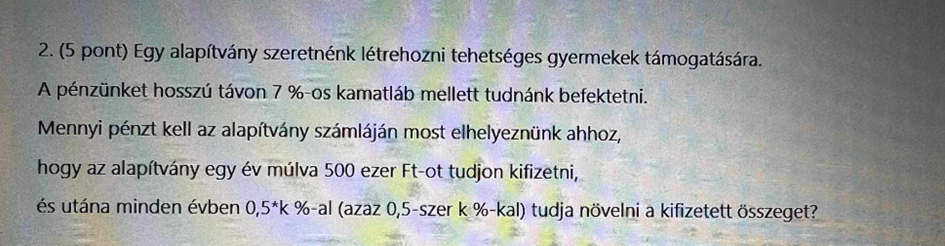 2. (5 pont) Egy alapítvány szeretnénk létrehozni tehetséges gyermekek támogatására.
A pénzünket hosszú távon 7 %-os kamatláb mellett tudnánk befektetni.
Mennyi pénzt kell az alapítvány számláján most elhelyeznünk ahhoz,
hogy az alapítvány egy év múlva 500 ezer Ft-ot tudjon kifizetni,
és utána minden évben 0,5*k %-al (azaz 0,5-szer k %-kal) tudja növelni a kifizetett összeget?